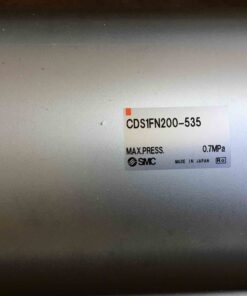 CDS1FN200-535
MAX.PRESS. 0.7MPa
SMC MADE IN JAPAN